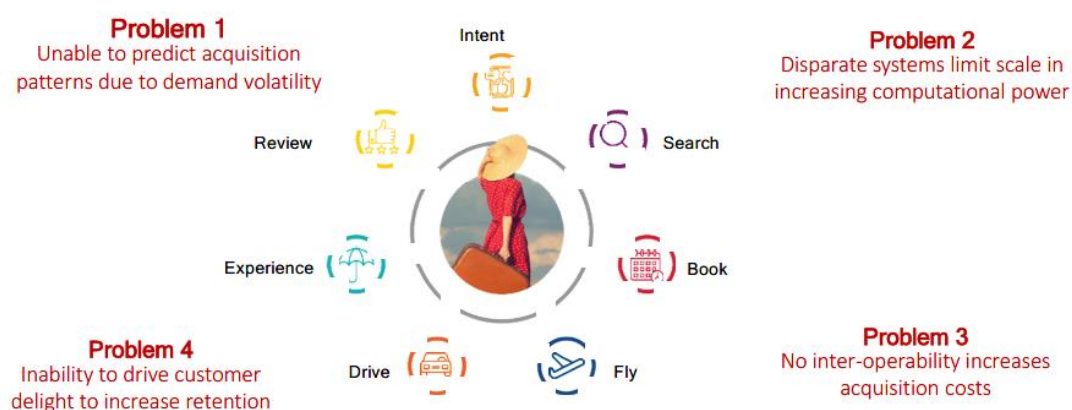 Problem 1
Unable to predict acquisition
patterns due to demand volatility
Intent
Problem 2
Disparate systems limit scale in
increasing computational power
Review
Search
Experience
Book
Problem 4
Inability to drive customer
delight to increase retention
Drive
Fly
Problem 3
No inter-operability increases
acquisition costs